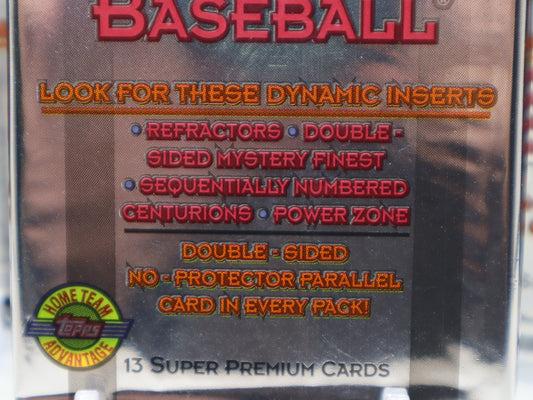 BASEBALL®
LOOK FOR THESE DYNAMIC INSERTS
• REFRACTORS • DOUBLE -
SIDED MYSTERY FINEST
• SEQUENTIALLY NUMBERED
CENTURIONS • POWER ZONE
DOUBLE - SIDED
NO - PROTECTOR PARALLEL
CARD IN EVERY PACK!
HOME TEAM
Topps
ADVANTAGE
13 SUPER PREMIUM CARDS